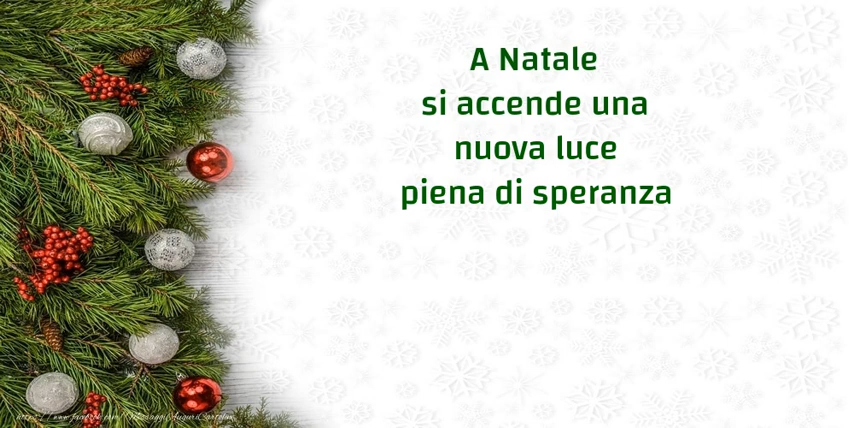 A Natale
si accende una
nuova luce
piena di speranza